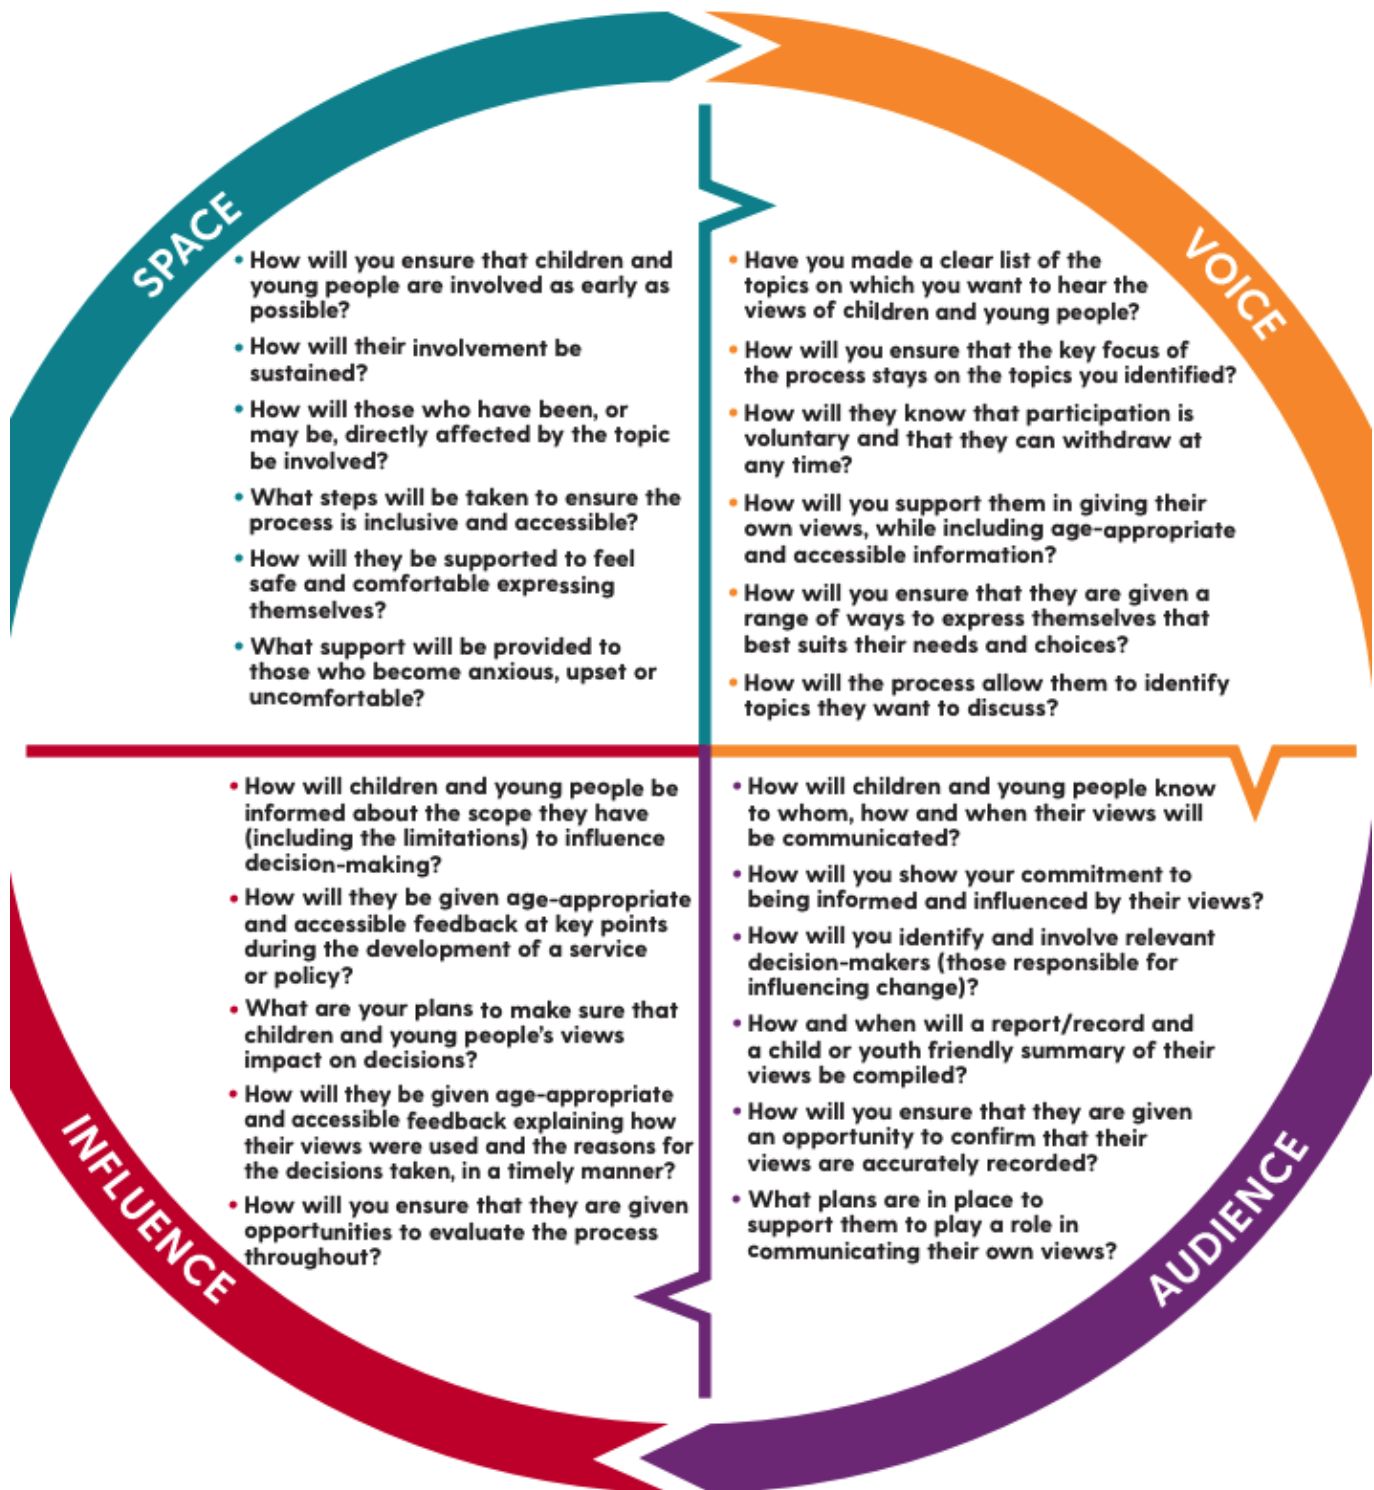 SPACE
• How will you ensure that children and
young people are involved as early as
possible?
• How will their involvement be
sustained?
• How will those who have been, or
may be, directly affected by the topic
be involved?
• What steps will be taken to ensure the
process is inclusive and accessible?
• How will they be supported to feel
safe and comfortable expressing
themselves?
• What support will be provided to
those who become anxious, upset or
uncomfortable?
VOICE
• Have you made a clear list of the
topics on which you want to hear the
views of children and young people?
• How will you ensure that the key focus of
the process stays on the topics you identified?
• How will they know that participation is
voluntary and that they can withdraw at
any time?
• How will you support them in giving their
own views, while including age-appropriate
and accessible information?
• How will you ensure that they are given a
range of ways to express themselves that
best suits their needs and choices?
• How will the process allow them to identify
topics they want to discuss?
• How will children and young people know
to whom, how and when their views will
be communicated?
• How will you show your commitment to
being informed and influenced by their views?
• How will you identify and involve relevant
decision-makers (those responsible for
influencing change)?
• How and when will a report/record and
a child or youth friendly summary of their
views be compiled?
• How will you ensure that they are given
an opportunity to confirm that their
views are accurately recorded?
• What plans are in place to
support them to play a role in
communicating their own views?
AUDIENCE
• How will children and young people be
informed about the scope they have
(including the limitations) to influence
decision-making?
• How will they be given age-appropriate
and accessible feedback at key points
during the development of a service
or policy?
• What are your plans to make sure that
children and young people's views
impact on decisions?
• How will they be given age-appropriate
and accessible feedback explaining how
their views were used and the reasons for
the decisions taken, in a timely manner?
• How will you ensure that they are given
opportunities to evaluate the process
throughout?
INFLUENCE